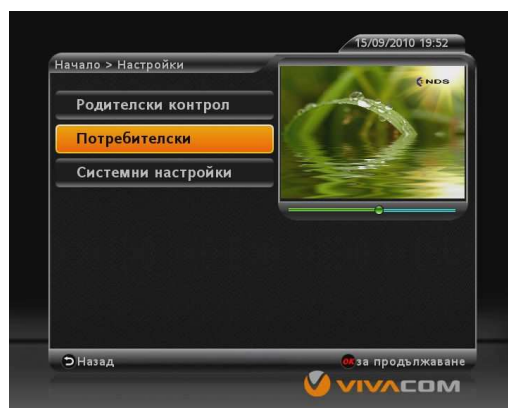 15/09/2010 19:52
Начало > Настройки
NDS
Родителски контрол
Потребителски
Системни настройки
Назад
OK за продължаване
VIVACOM